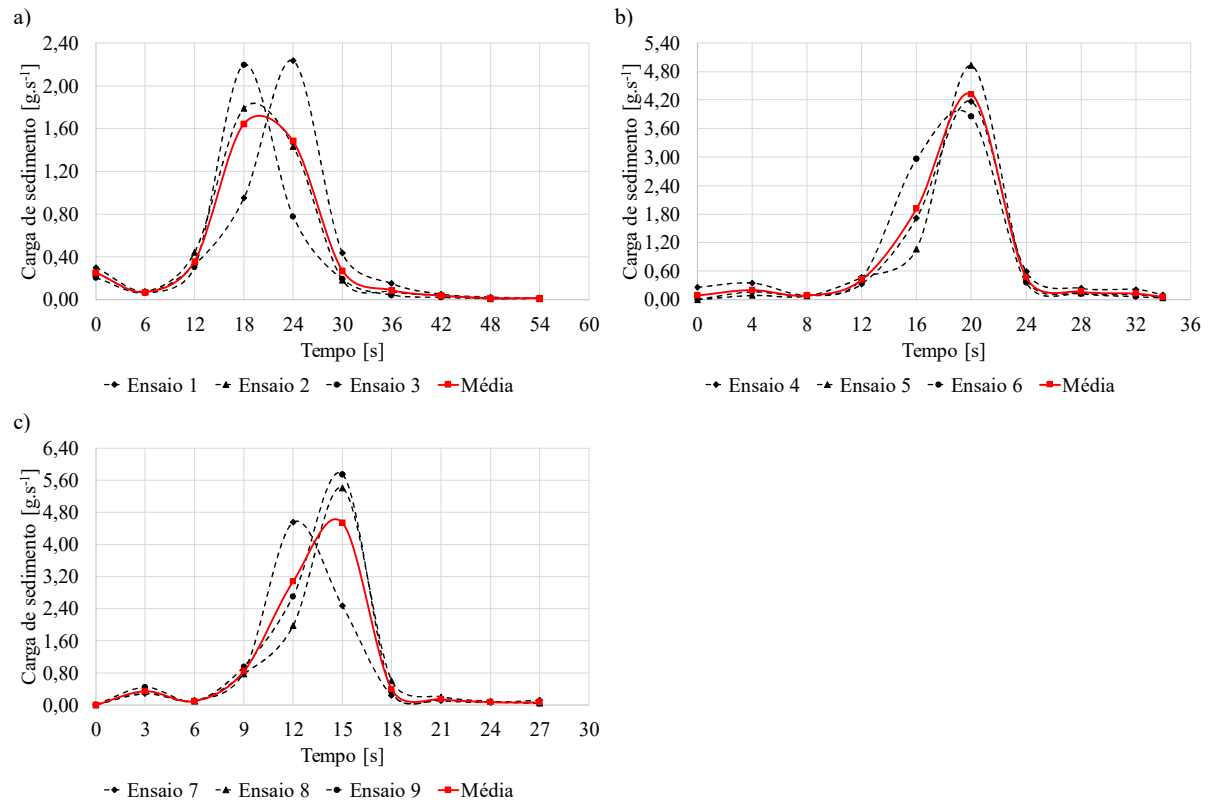 a)
Carga de sedimento [g.s⁻¹]
2,40
2,00
1,60
1,20
0,80
0,40
0,00
0 6 12 18 24 30 36 42 48 54 60
Tempo [s]
Ensaio 1 Ensaio 2 Ensaio 3 Média
b)
Carga de sedimento [g.s⁻¹]
5,40
4,80
4,20
3,60
3,00
2,40
1,80
1,20
0,60
0,00
0 4 8 12 16 20 24 28 32 36
Tempo [s]
Ensaio 4 Ensaio 5 Ensaio 6 Média
c)
Carga de sedimento [g.s⁻¹]
6,40
5,60
4,80
4,00
3,20
2,40
1,60
0,80
0,00
0 3 6 9 12 15 18 21 24 27 30
Tempo [s]
Ensaio 7 Ensaio 8 Ensaio 9 Média